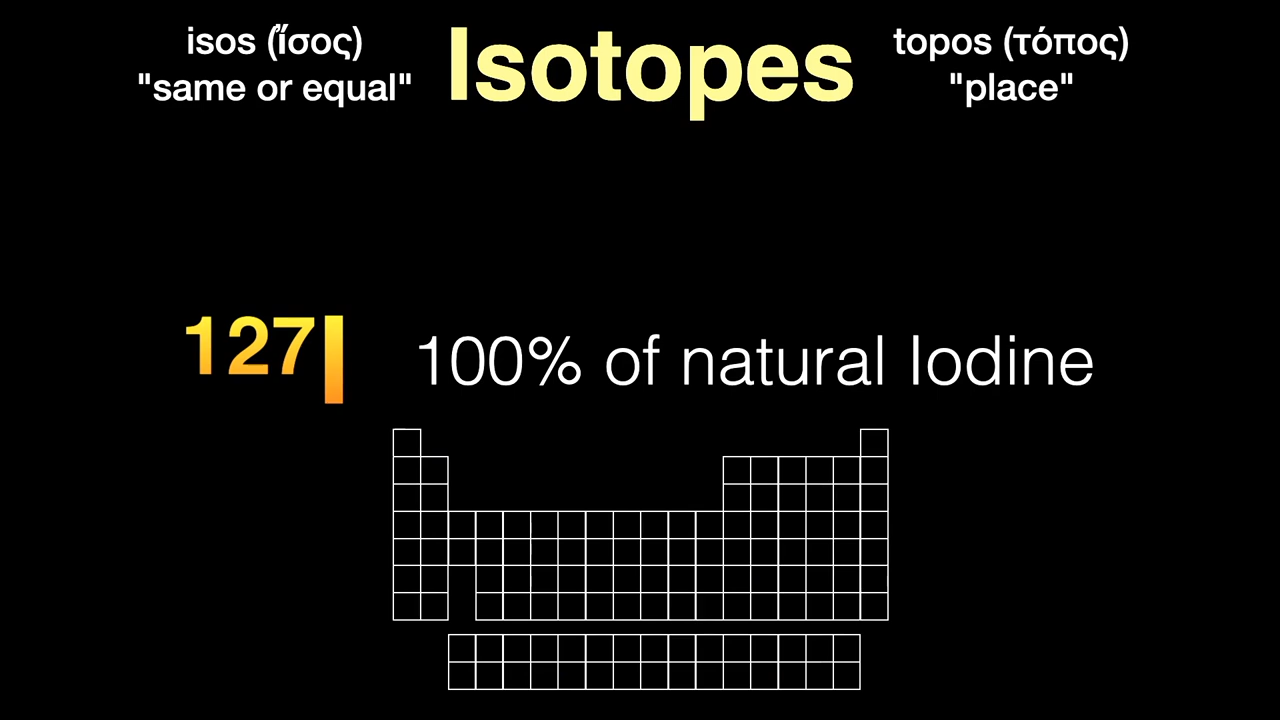 isos (ἴσος)
"same or equal"
Isotopes
topos (τόπος)
"place"
127I
100% of natural Iodine